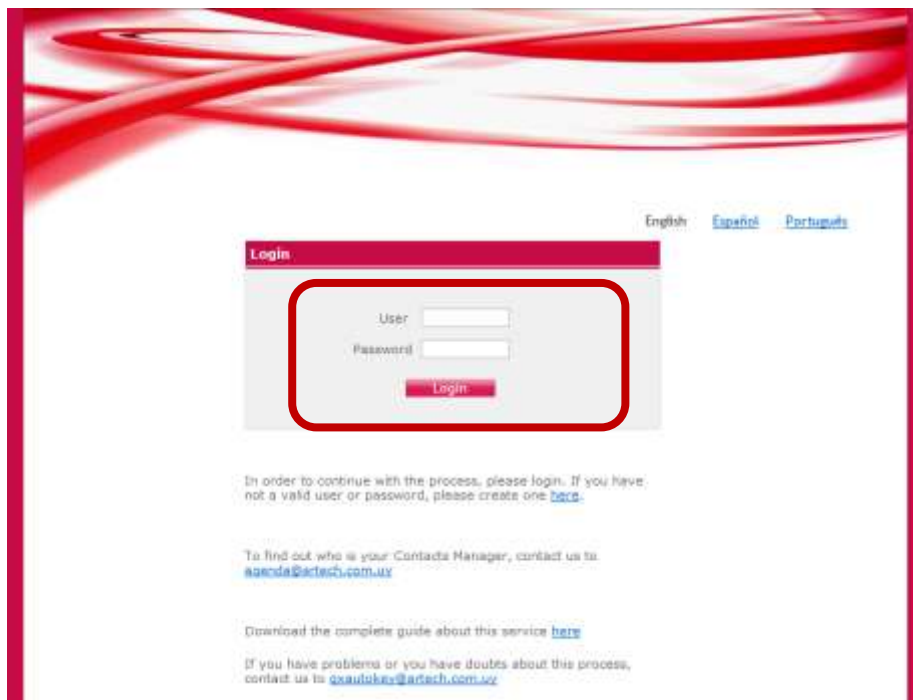 English Español Português
Login
User
Password
Login
In order to continue with the process, please login. If you have
not a valid user or password, please create one here.
To find out who is your Contacts Manager, contact us to
agenda@artech.com.uy
Download the complete guide about this service here
If you have problems or you have doubts about this process,
contact us to gxautokey@artech.com.uy